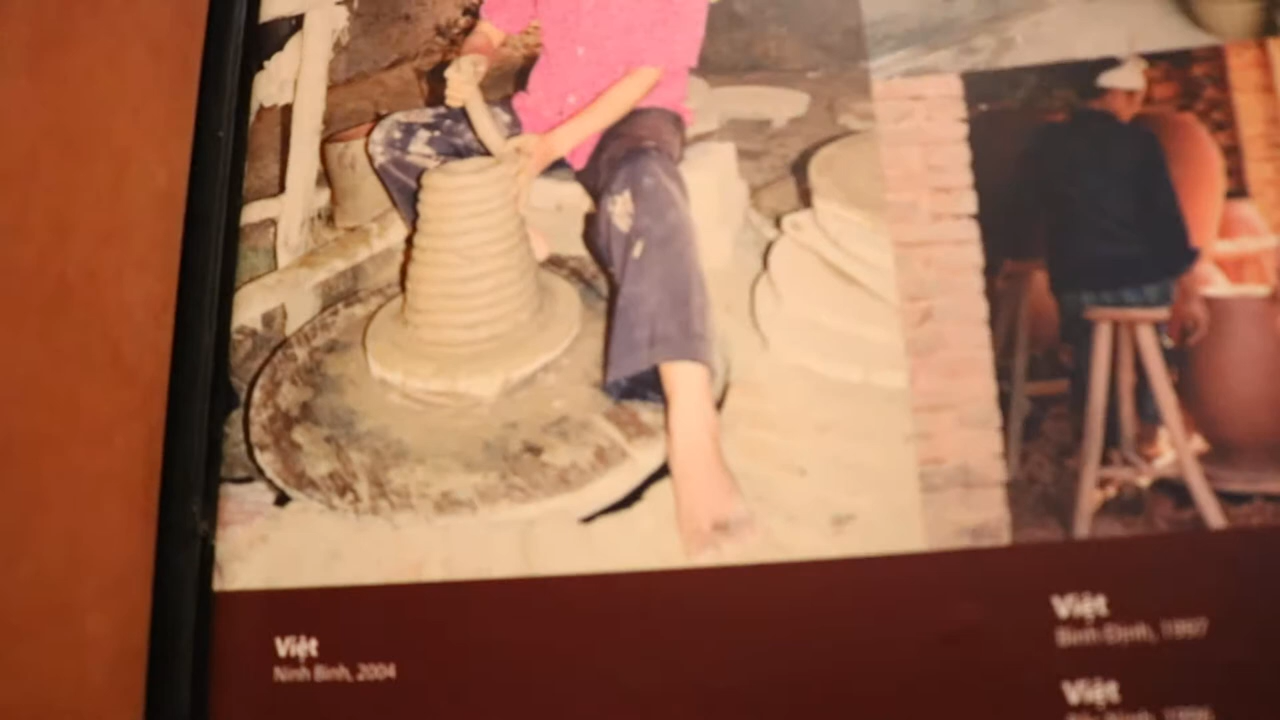 Việt
Ninh Bình, 2004
Việt
Bình Định, 1997
Việt